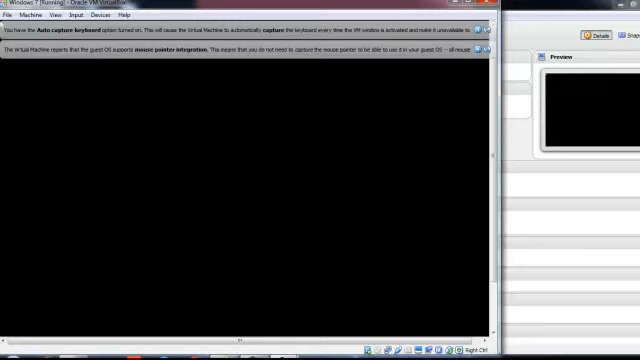 Windows 7 [Running] - Oracle VM VirtualBox
File Machine View Input Devices Help
You have the Auto capture keyboard option turned on. This will cause the Virtual Machine to automatically capture the keyboard every time the VM window is activated and make it unavailable to
The Virtual Machine reports that the guest OS supports mouse pointer integration. This means that you do not need to capture the mouse pointer to be able to use it in your guest OS -- all mouse
Right Ctrl
Details Snap
Preview